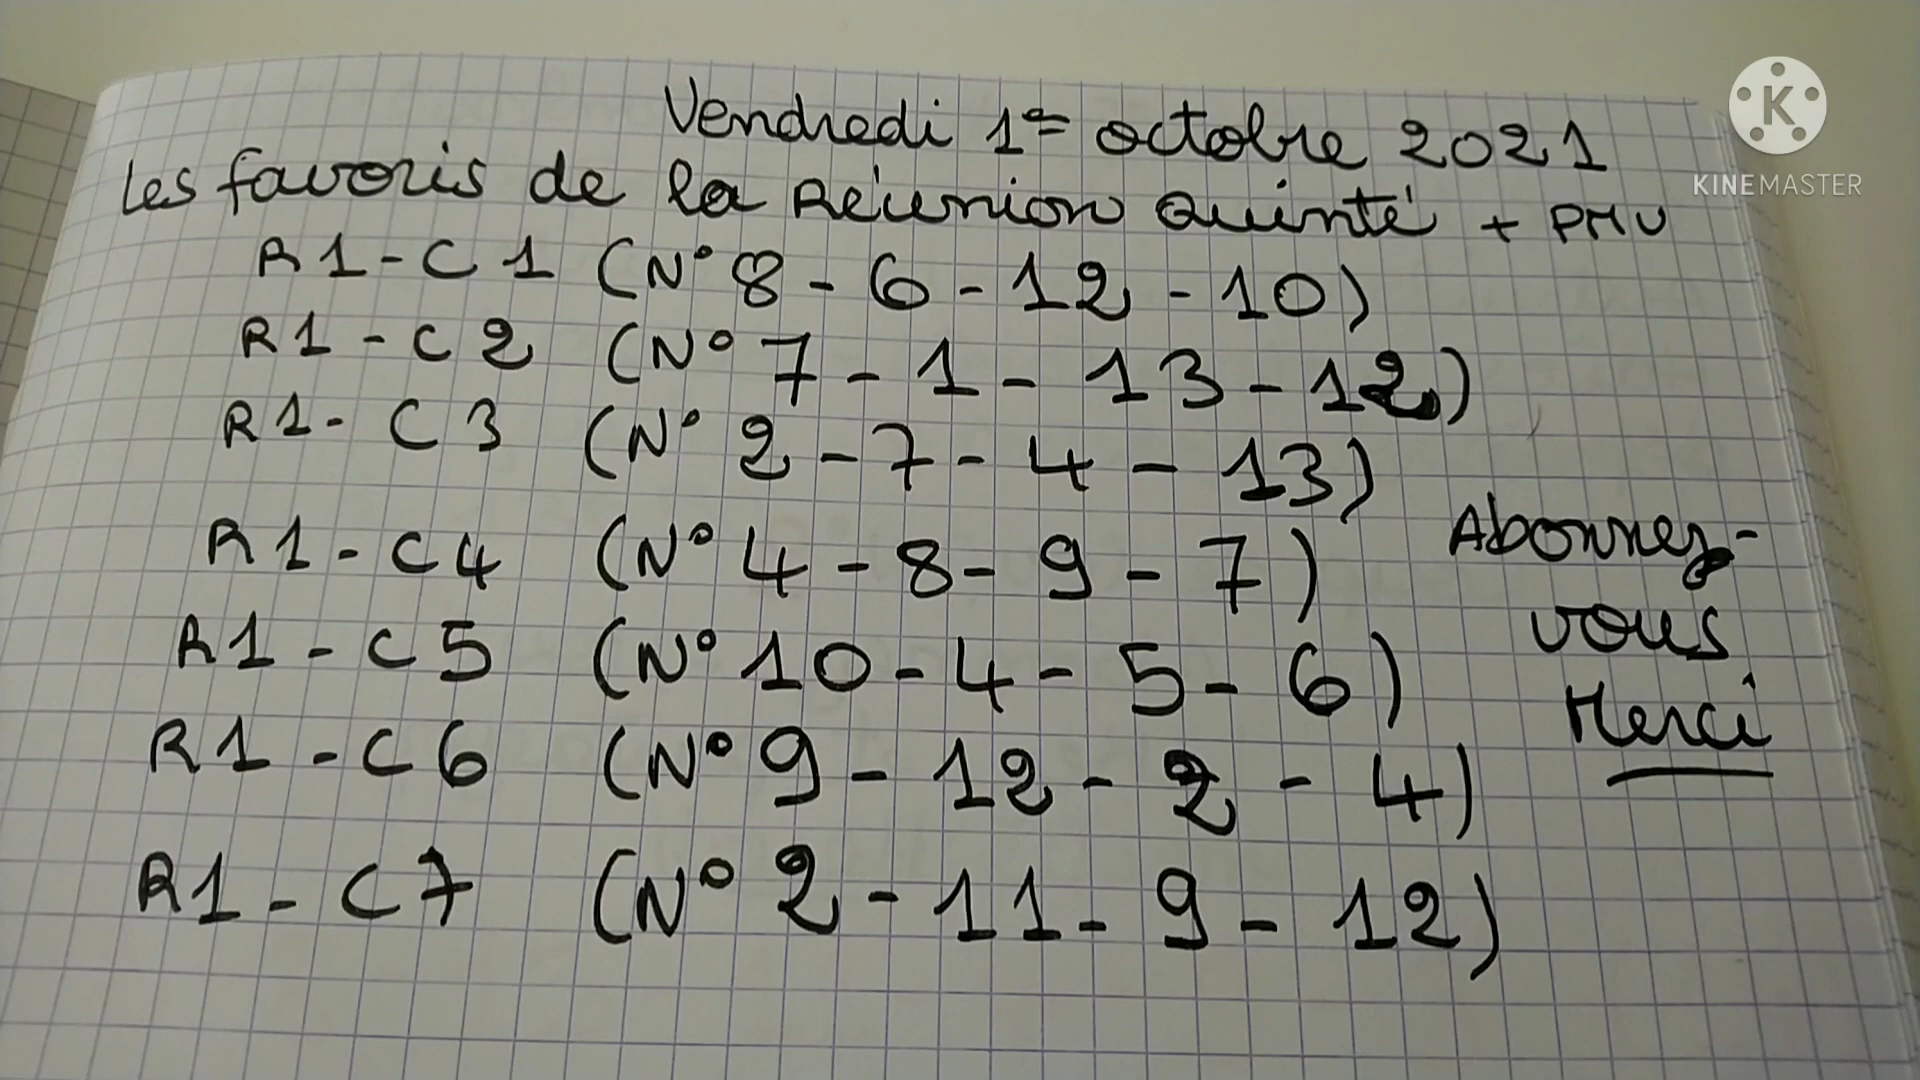 Vendredi 1er octobre 2021
Les favoris de la Réunion Quinté + PMU
R1-C1 (N° 8-6-12-10)
R1-C2 (N° 7-1-13-12)
R1-C3 (N° 2-7-4-13)
R1-C4 (N° 4-8-9-7)
R1-C5 (N° 10-4-5-6)
R1-C6 (N° 9-12-2-4)
R1-C7 (N° 2-11-9-12)
Abonnez-
vous
Merci
K
KINEMASTER